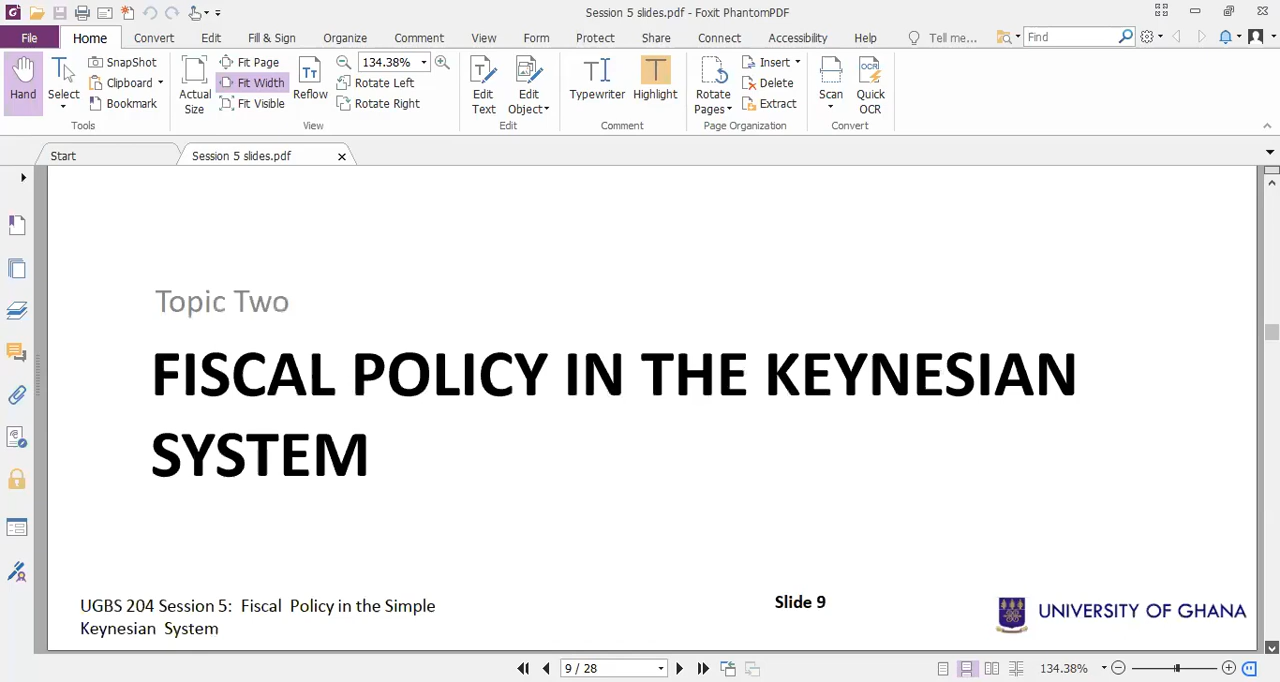 Session 5 slides.pdf - Foxit PhantomPDF
File Home Convert Edit Fill & Sign Organize Comment View Form Protect Share Connect Accessibility Help Tell me... Find
Hand
Select
SnapShot
Clipboard
Bookmark
Tools
Actual
Size
Fit Page
Fit Width
Fit Visible
Reflow
134.38%
Rotate Left
Rotate Right
View
Edit
Text
Edit
Object
Edit
Typewriter
Highlight
Comment
Rotate
Pages
Insert
Delete
Extract
Page Organization
Scan
Quick
OCR
Convert
Start
Session 5 slides.pdf
Topic Two
FISCAL POLICY IN THE KEYNESIAN
SYSTEM
UGBS 204 Session 5: Fiscal Policy in the Simple
Keynesian System
Slide 9
UNIVERSITY OF GHANA
9 / 28
134.38%